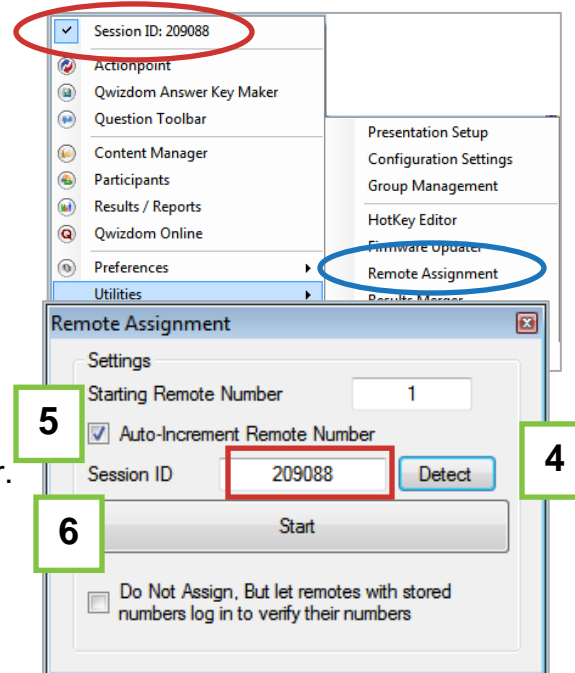 Session ID: 209088
Actionpoint
Qwizdom Answer Key Maker
Question Toolbar
Content Manager
Participants
Results / Reports
Qwizdom Online
Preferences
Utilities
Presentation Setup
Configuration Settings
Group Management
HotKey Editor
Firmware Updater
Remote Assignment
Results Merger
Remote Assignment
Settings
Starting Remote Number 1
5
Auto-Increment Remote Number
r.
Session ID 209088 Detect
4
6
Start
Do Not Assign, But let remotes with stored
numbers log in to verify their numbers